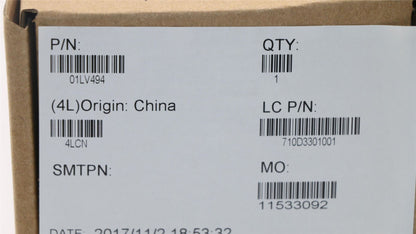 P/N: QTY:
01LV494 1
(4L)Origin: China LC P/N:
4LCN 710D3301001
SMTPN: MO:
11533092
DATE: 2017/11/2 18:53:32